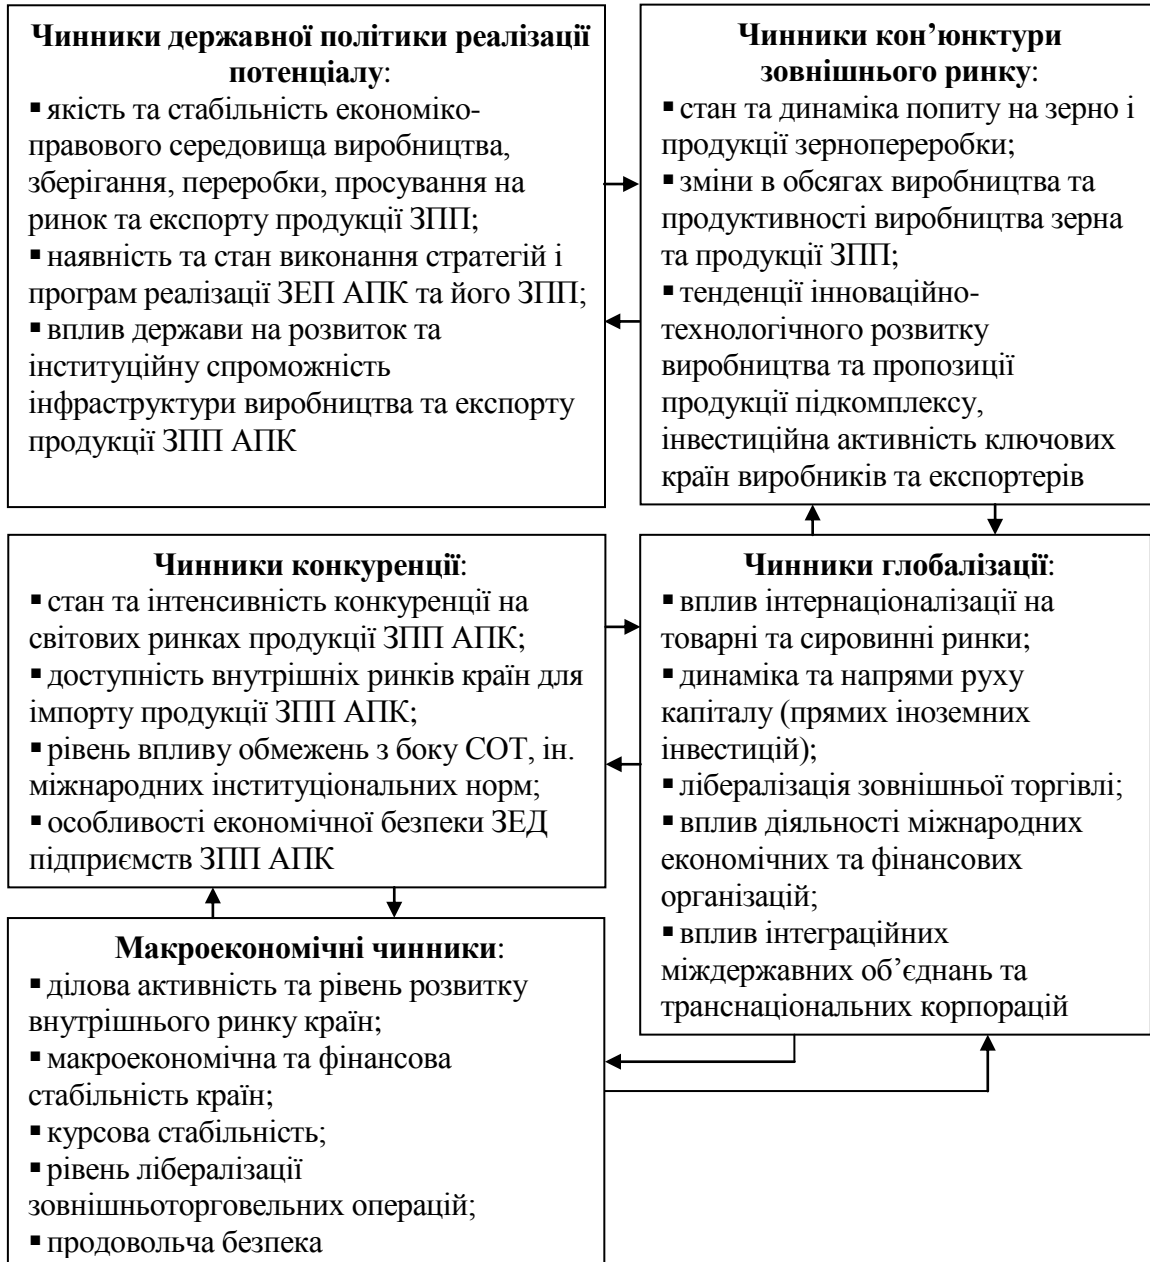 Чинники державної політики реалізації
потенціалу:
▪ якість та стабільність економіко-
правового середовища виробництва,
зберігання, переробки, просування на
ринок та експорту продукції ЗПП;
▪ наявність та стан виконання стратегій і
програм реалізації ЗЕП АПК та його ЗПП;
▪ вплив держави на розвиток та
інституційну спроможність
інфраструктури виробництва та експорту
продукції ЗПП АПК
Чинники кон’юнктури
зовнішнього ринку:
▪ стан та динаміка попиту на зерно і
продукції зернопереробки;
▪ зміни в обсягах виробництва та
продуктивності виробництва зерна
та продукції ЗПП;
▪ тенденції інноваційно-
технологічного розвитку
виробництва та пропозиції
продукції підкомплексу,
інвестиційна активність ключових
країн виробників та експортерів
Чинники конкуренції:
▪ стан та інтенсивність конкуренції на
світових ринках продукції ЗПП АПК;
▪ доступність внутрішніх ринків країн для
імпорту продукції ЗПП АПК;
▪ рівень впливу обмежень з боку СОТ, ін.
міжнародних інституціональних норм;
▪ особливості економічної безпеки ЗЕД
підприємств ЗПП АПК
Чинники глобалізації:
▪ вплив інтернаціоналізації на
товарні та сировинні ринки;
▪ динаміка та напрями руху
капіталу (прямих іноземних
інвестицій);
▪ лібералізація зовнішньої торгівлі;
▪ вплив діяльності міжнародних
економічних та фінансових
організацій;
▪ вплив інтеграційних
міждержавних об’єднань та
транснаціональних корпорацій
Макроекономічні чинники:
▪ ділова активність та рівень розвитку
внутрішнього ринку країн;
▪ макроекономічна та фінансова
стабільність країн;
▪ курсова стабільність;
▪ рівень лібералізації
зовнішньоторговельних операцій;
▪ продовольча безпека